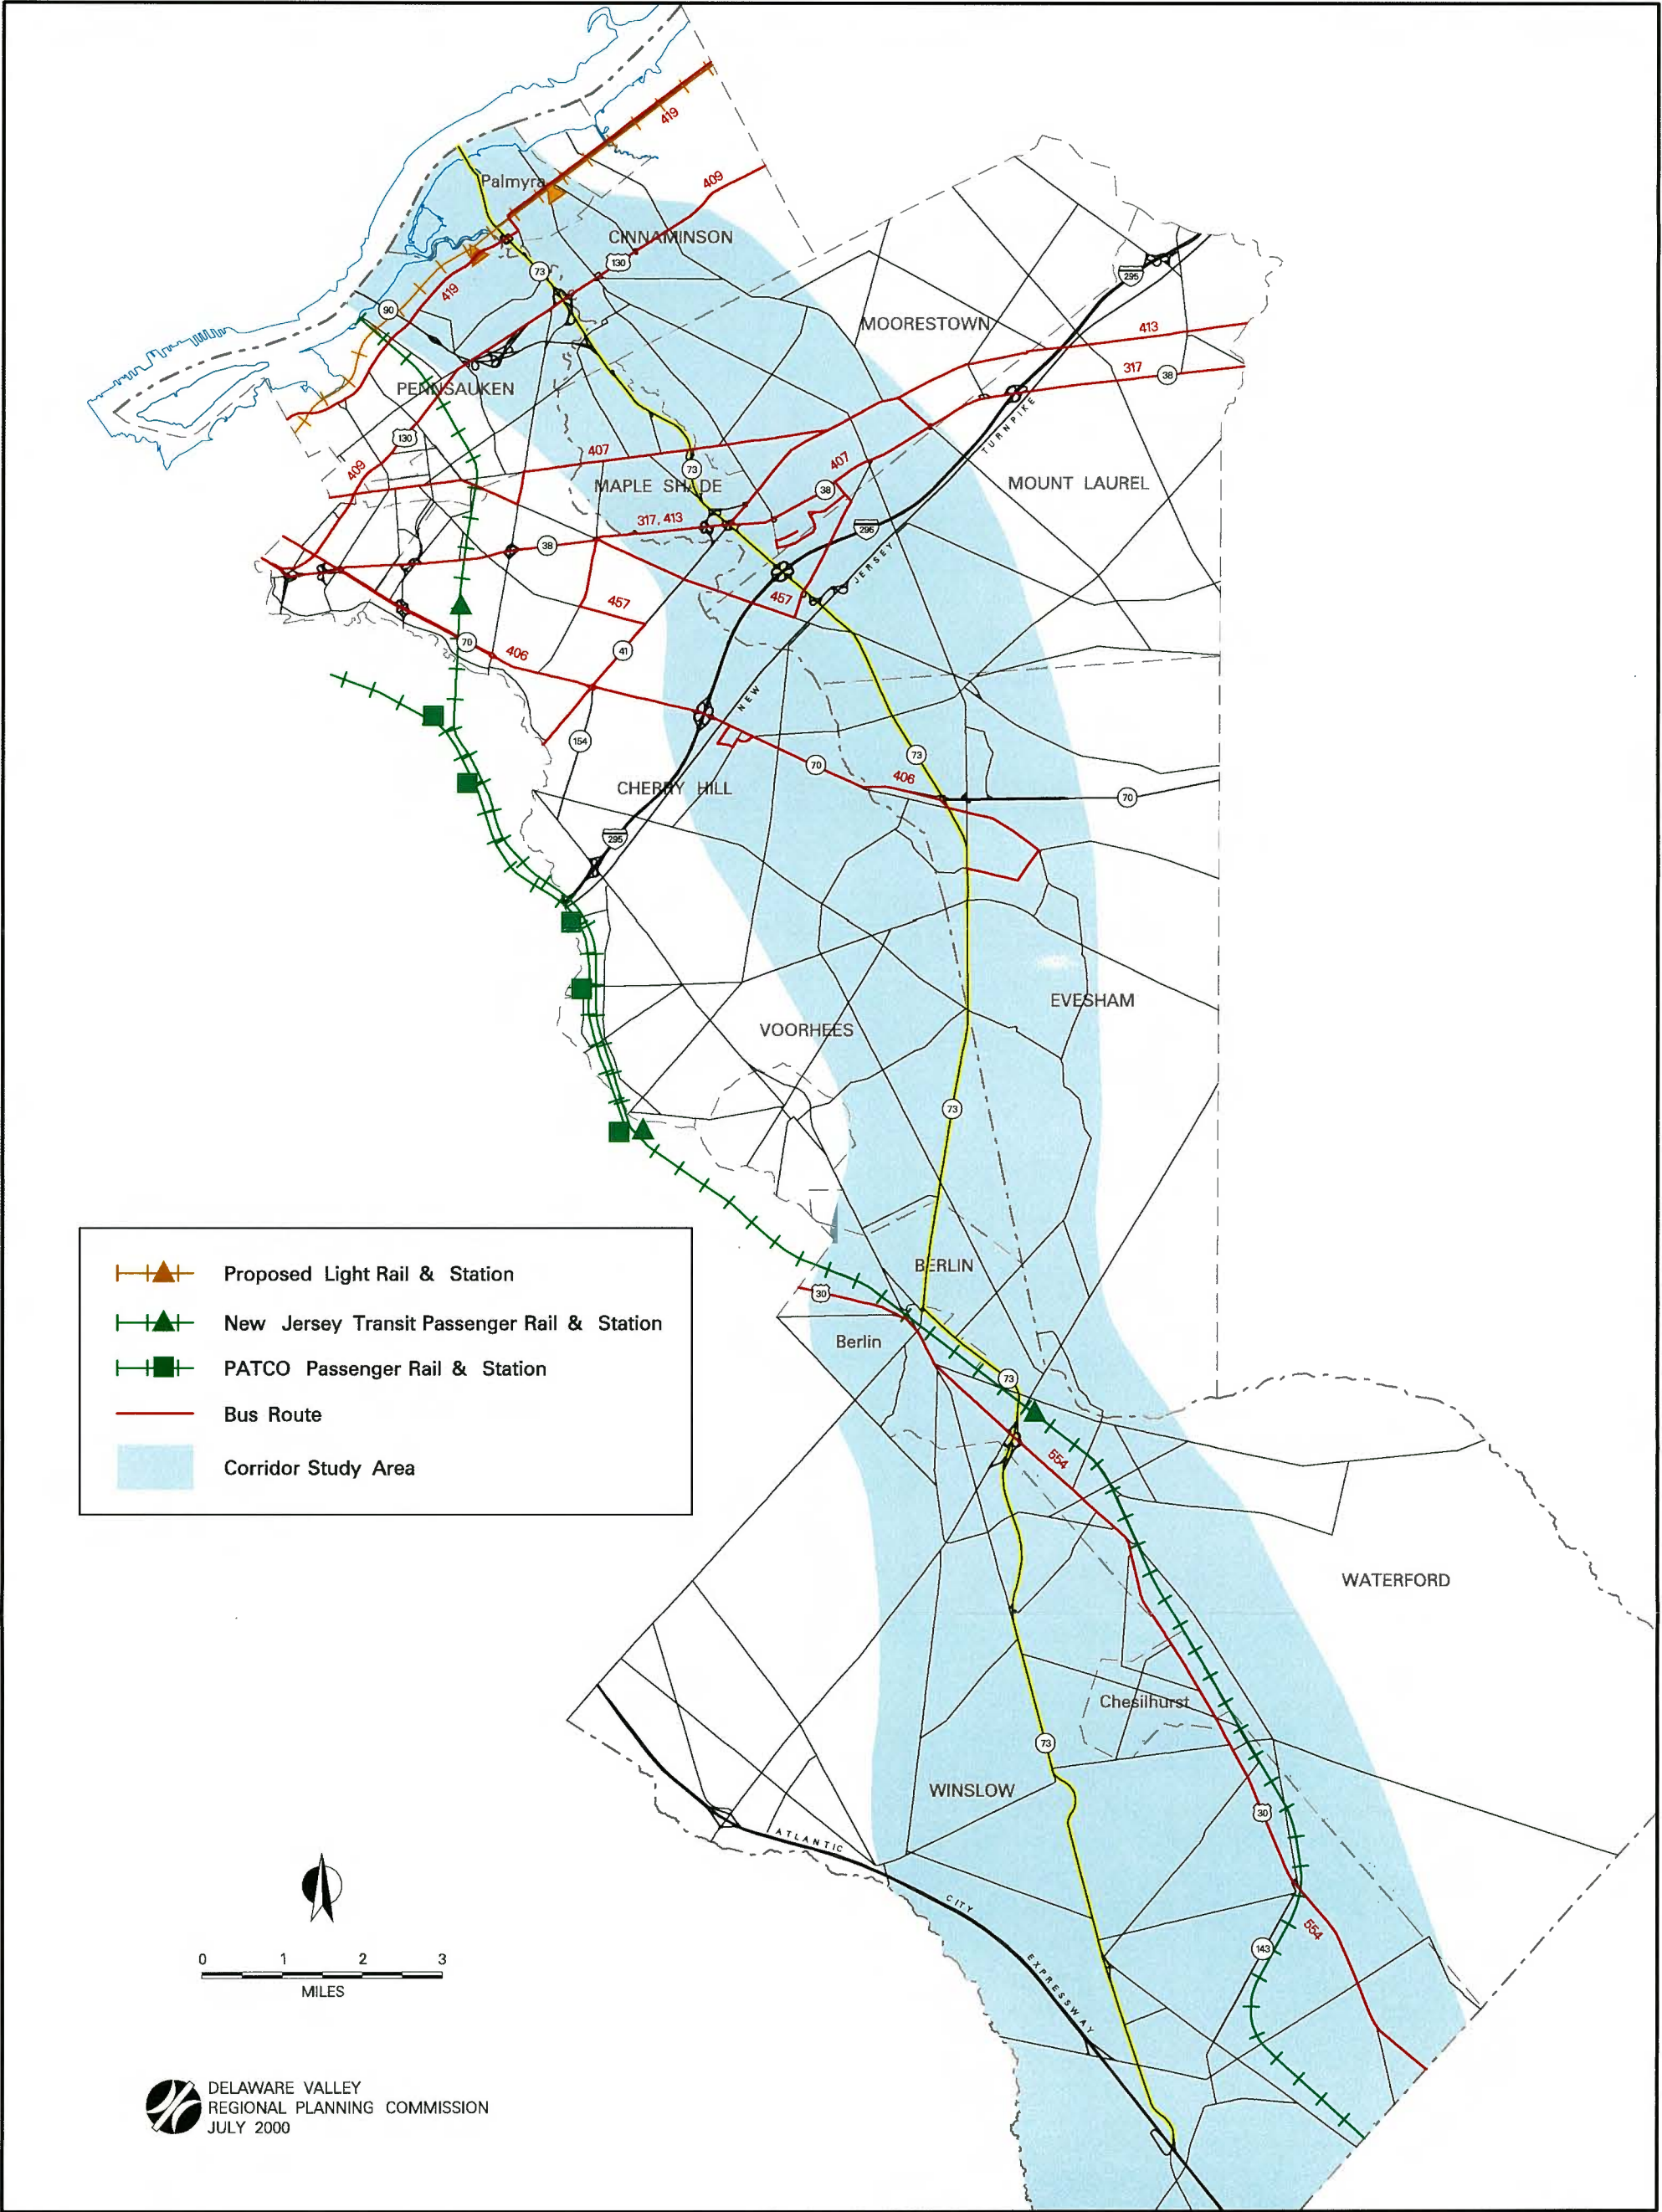 419
409
Palmyra
CINNAMINSON
130
73
295
419
90
MOORESTOWN
413
317
38
PENNSAUKEN
TURNPIKE
130
407
73
407
409
MAPLE SHADE
38
MOUNT LAUREL
317, 413
295
38
JERSEY
457
457
70
406
41
NEW
154
73
70
406
CHERRY HILL
70
295
EVESHAM
VOORHEES
73
BERLIN
30
Berlin
73
554
WATERFORD
Chesilhurst
73
WINSLOW
30
ATLANTIC
CITY
554
143
EXPRESSWAY
Proposed Light Rail & Station
New Jersey Transit Passenger Rail & Station
PATCO Passenger Rail & Station
Bus Route
Corridor Study Area
0 1 2 3
MILES
DELAWARE VALLEY
REGIONAL PLANNING COMMISSION
JULY 2000